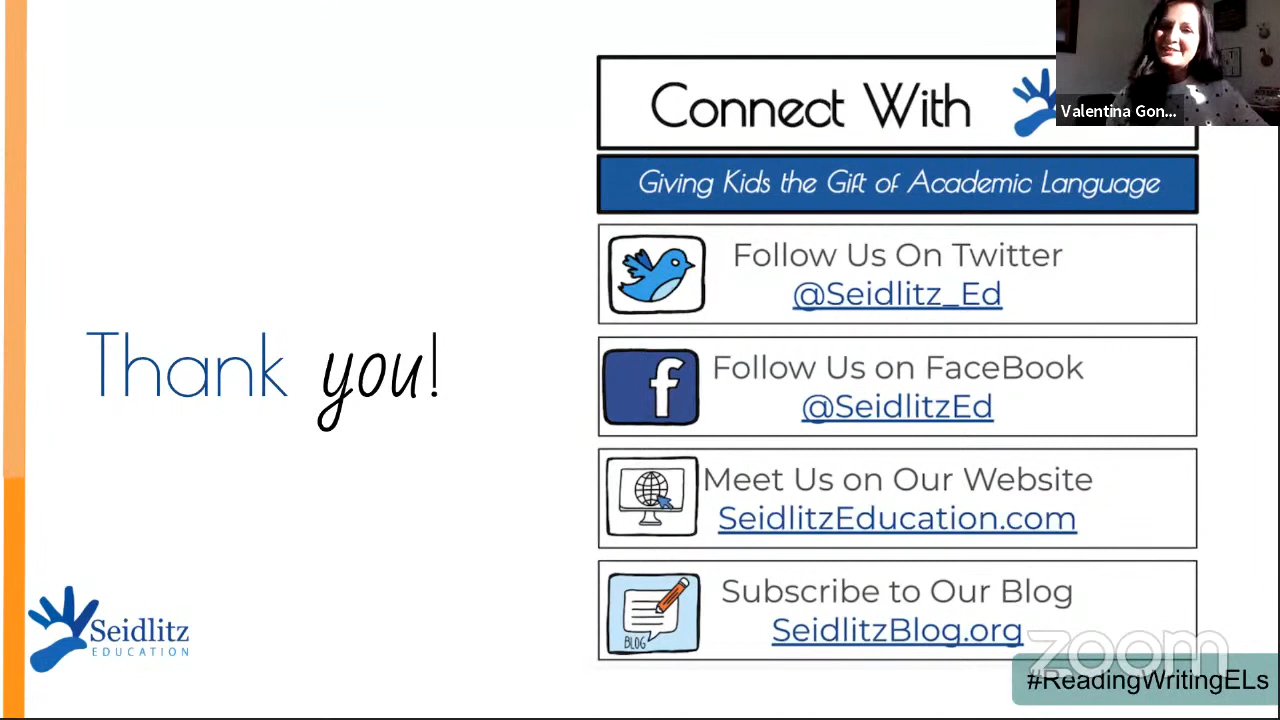 Connect With
Valentina Gon...
Giving Kids the Gift of Academic Language
Follow Us On Twitter
@Seidlitz_Ed
Follow Us on FaceBook
@SeidlitzEd
Thank you!
Meet Us on Our Website
SeidlitzEducation.com
Subscribe to Our Blog
SeidlitzBlog.org
BLOG
Seidlitz
EDUCATION
zoom
#ReadingWritingELs